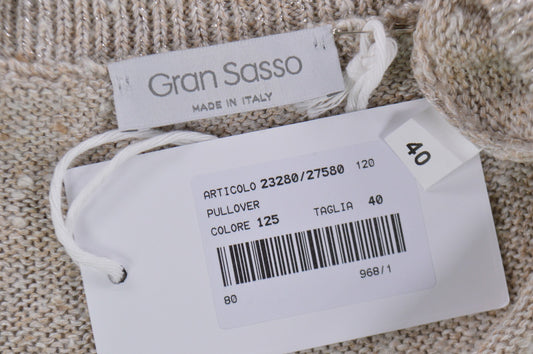 Gran Sasso
MADE IN ITALY
40
ARTICOLO 23280/27580 120
PULLOVER
COLORE 125 TAGLIA 40
80 968/1